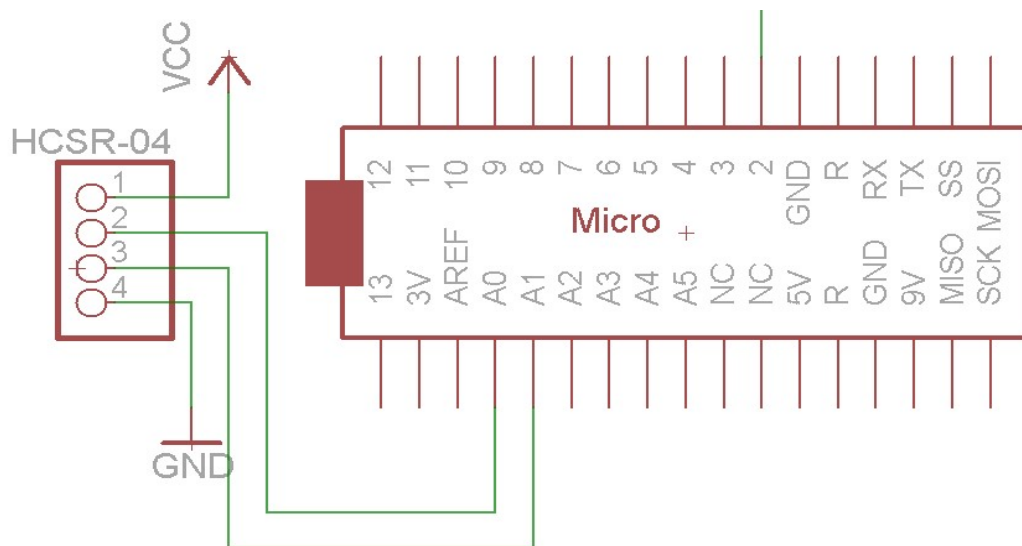 VCC
HCSR-04
1
2
3
4
GND
12 11 10 9 8 7 6 5 4 3 2 GND R RX TX SS MOSI
Micro
13 3V AREF A0 A1 A2 A3 A4 A5 NC NC 5V R GND 9V MISO SCK